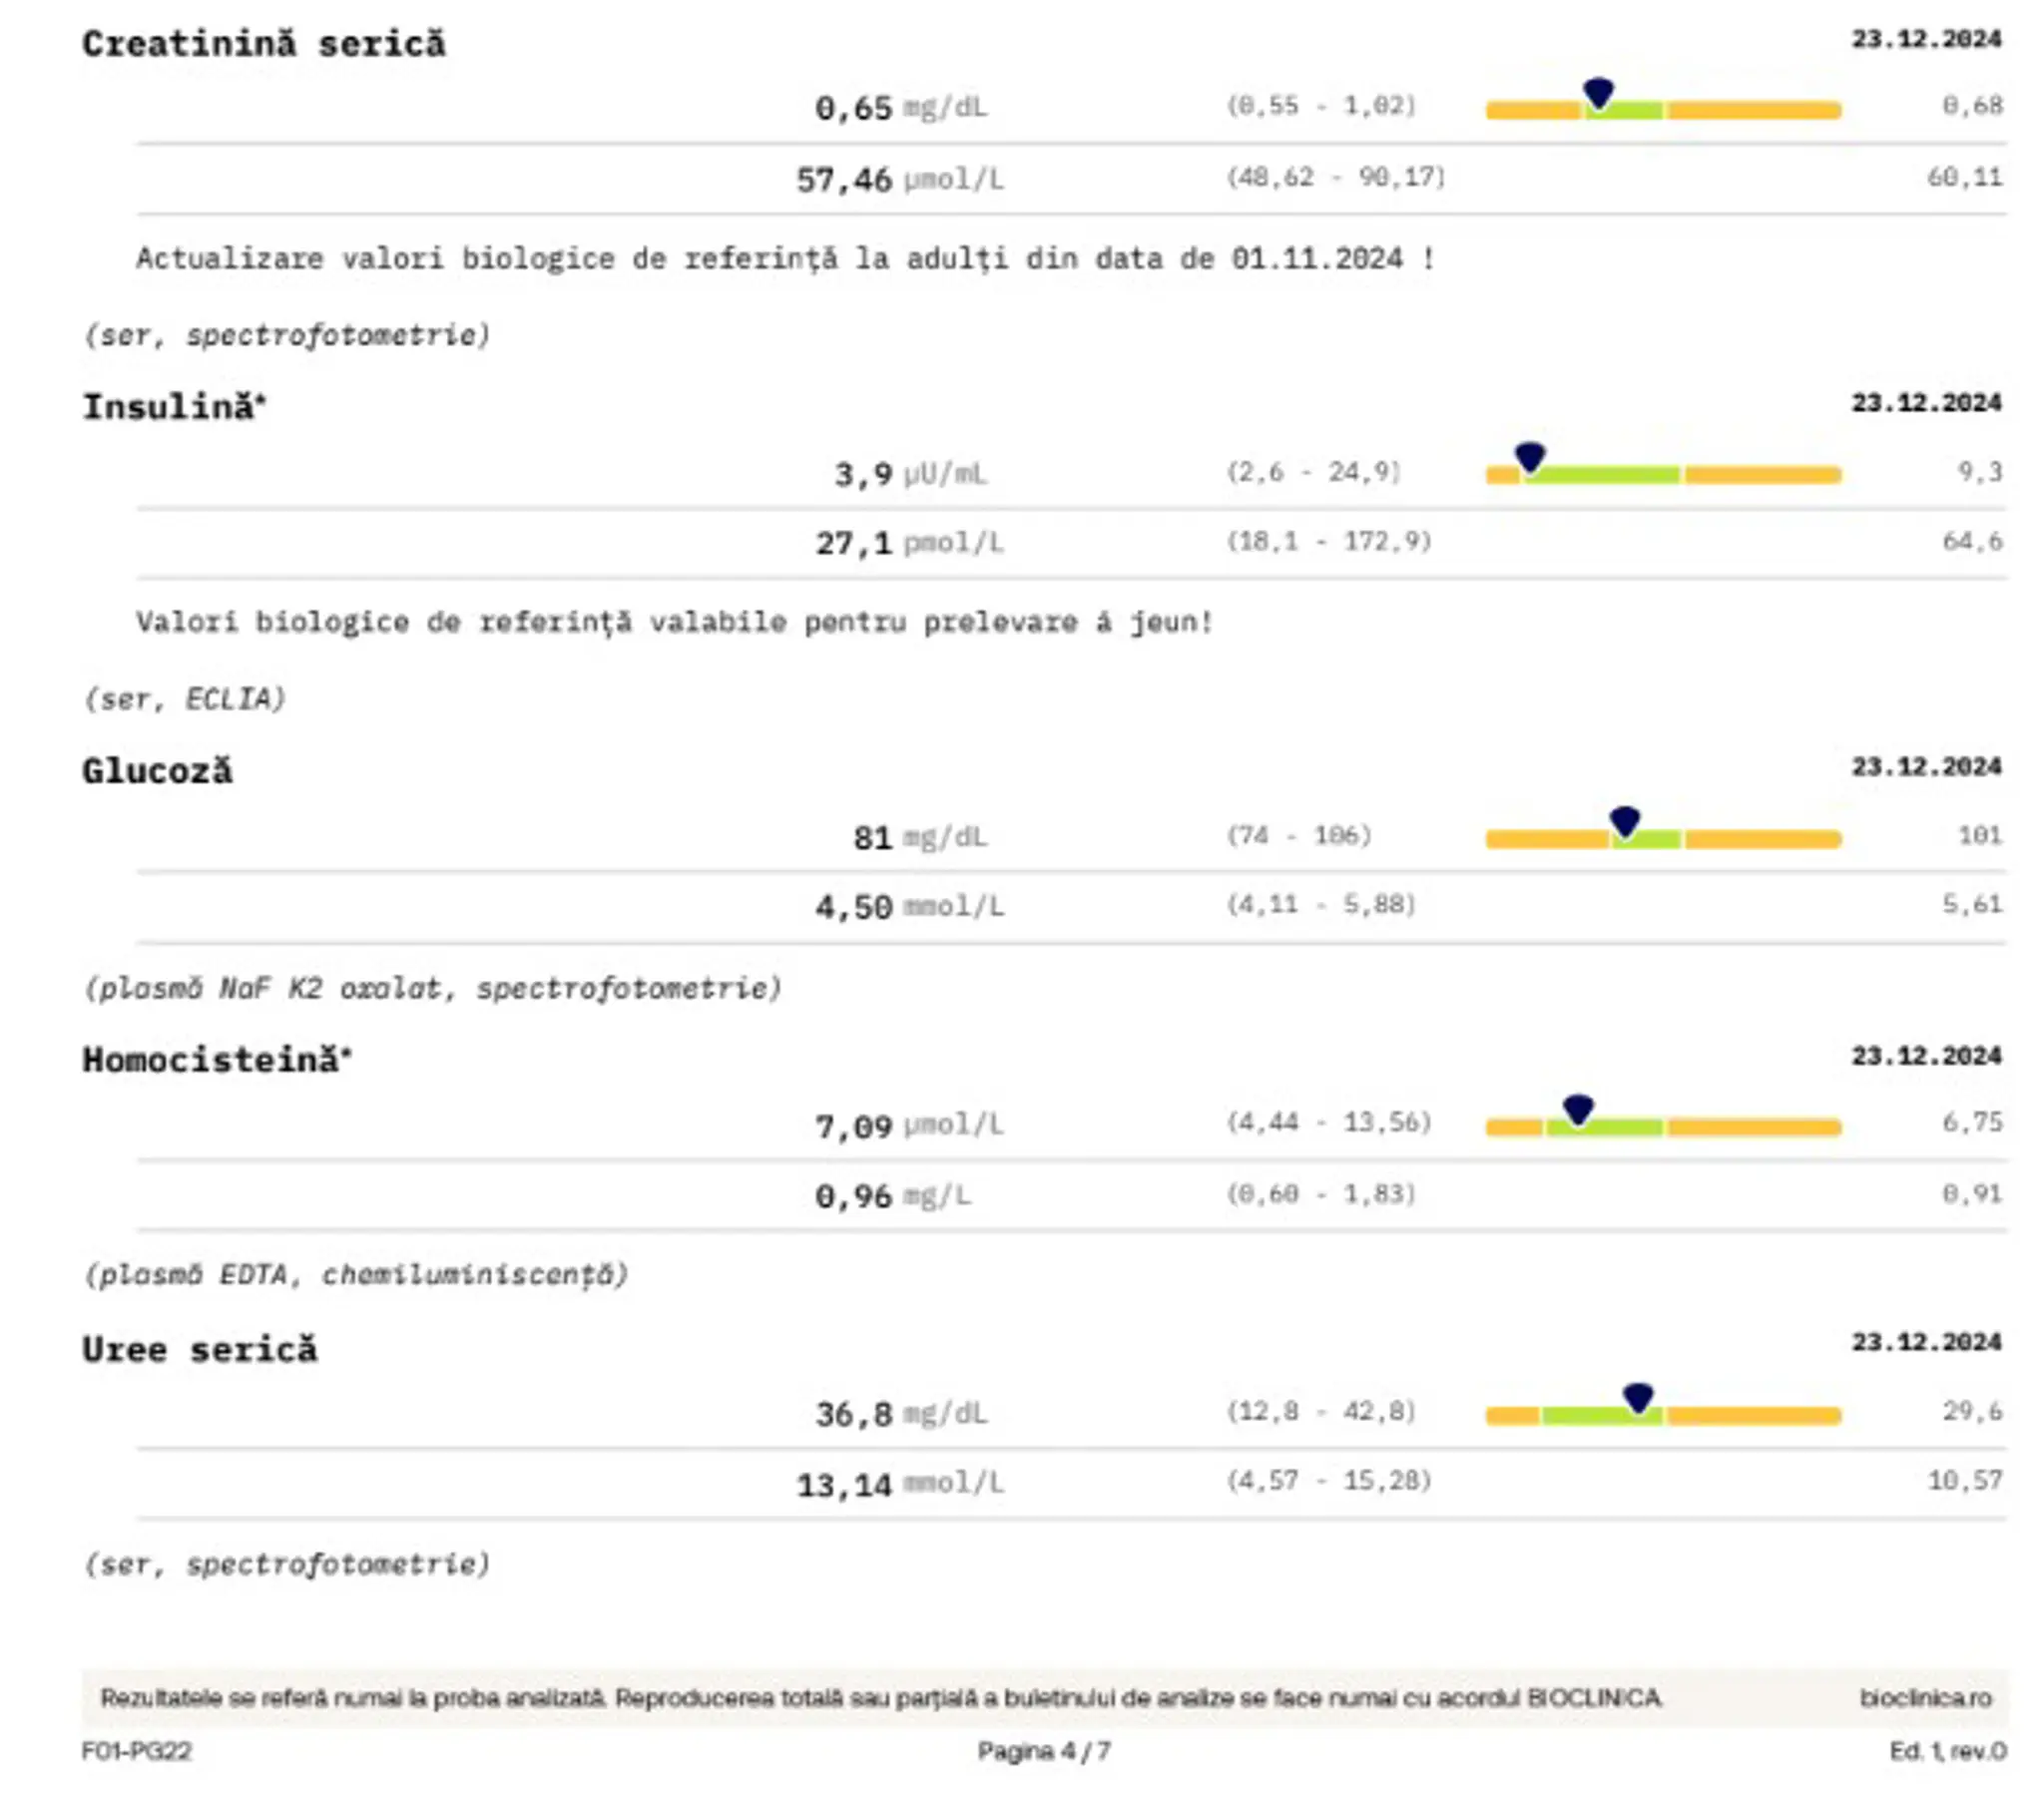 Creatinină serică 23.12.2024
0,65 mg/dL (0,55 - 1,02) 0,68
57,46 µmol/L (48,62 - 90,17) 60,11
Actualizare valori biologice de referință la adulți din data de 01.11.2024 !
(ser, spectrofotometrie)
Insulină* 23.12.2024
3,9 µU/mL (2,6 - 24,9) 9,3
27,1 pmol/L (18,1 - 172,9) 64,6
Valori biologice de referință valabile pentru prelevare á jeun!
(ser, ECLIA)
Glucoză 23.12.2024
81 mg/dL (74 - 106) 101
4,50 mmol/L (4,11 - 5,88) 5,61
(plasmă NaF K2 oxalat, spectrofotometrie)
Homocisteină* 23.12.2024
7,09 µmol/L (4,44 - 13,56) 6,75
0,96 mg/L (0,60 - 1,83) 0,91
(plasmă EDTA, chemiluminiscență)
Uree serică 23.12.2024
36,8 mg/dL (12,8 - 42,8) 29,6
13,14 mmol/L (4,57 - 15,28) 10,57
(ser, spectrofotometrie)
Rezultatele se referă numai la proba analizată. Reproducerea totală sau parțială a buletinului de analize se face numai cu acordul BIOCLINICA. bioclinica.ro
F01-PG22 Pagina 4 / 7 Ed. 1, rev.0